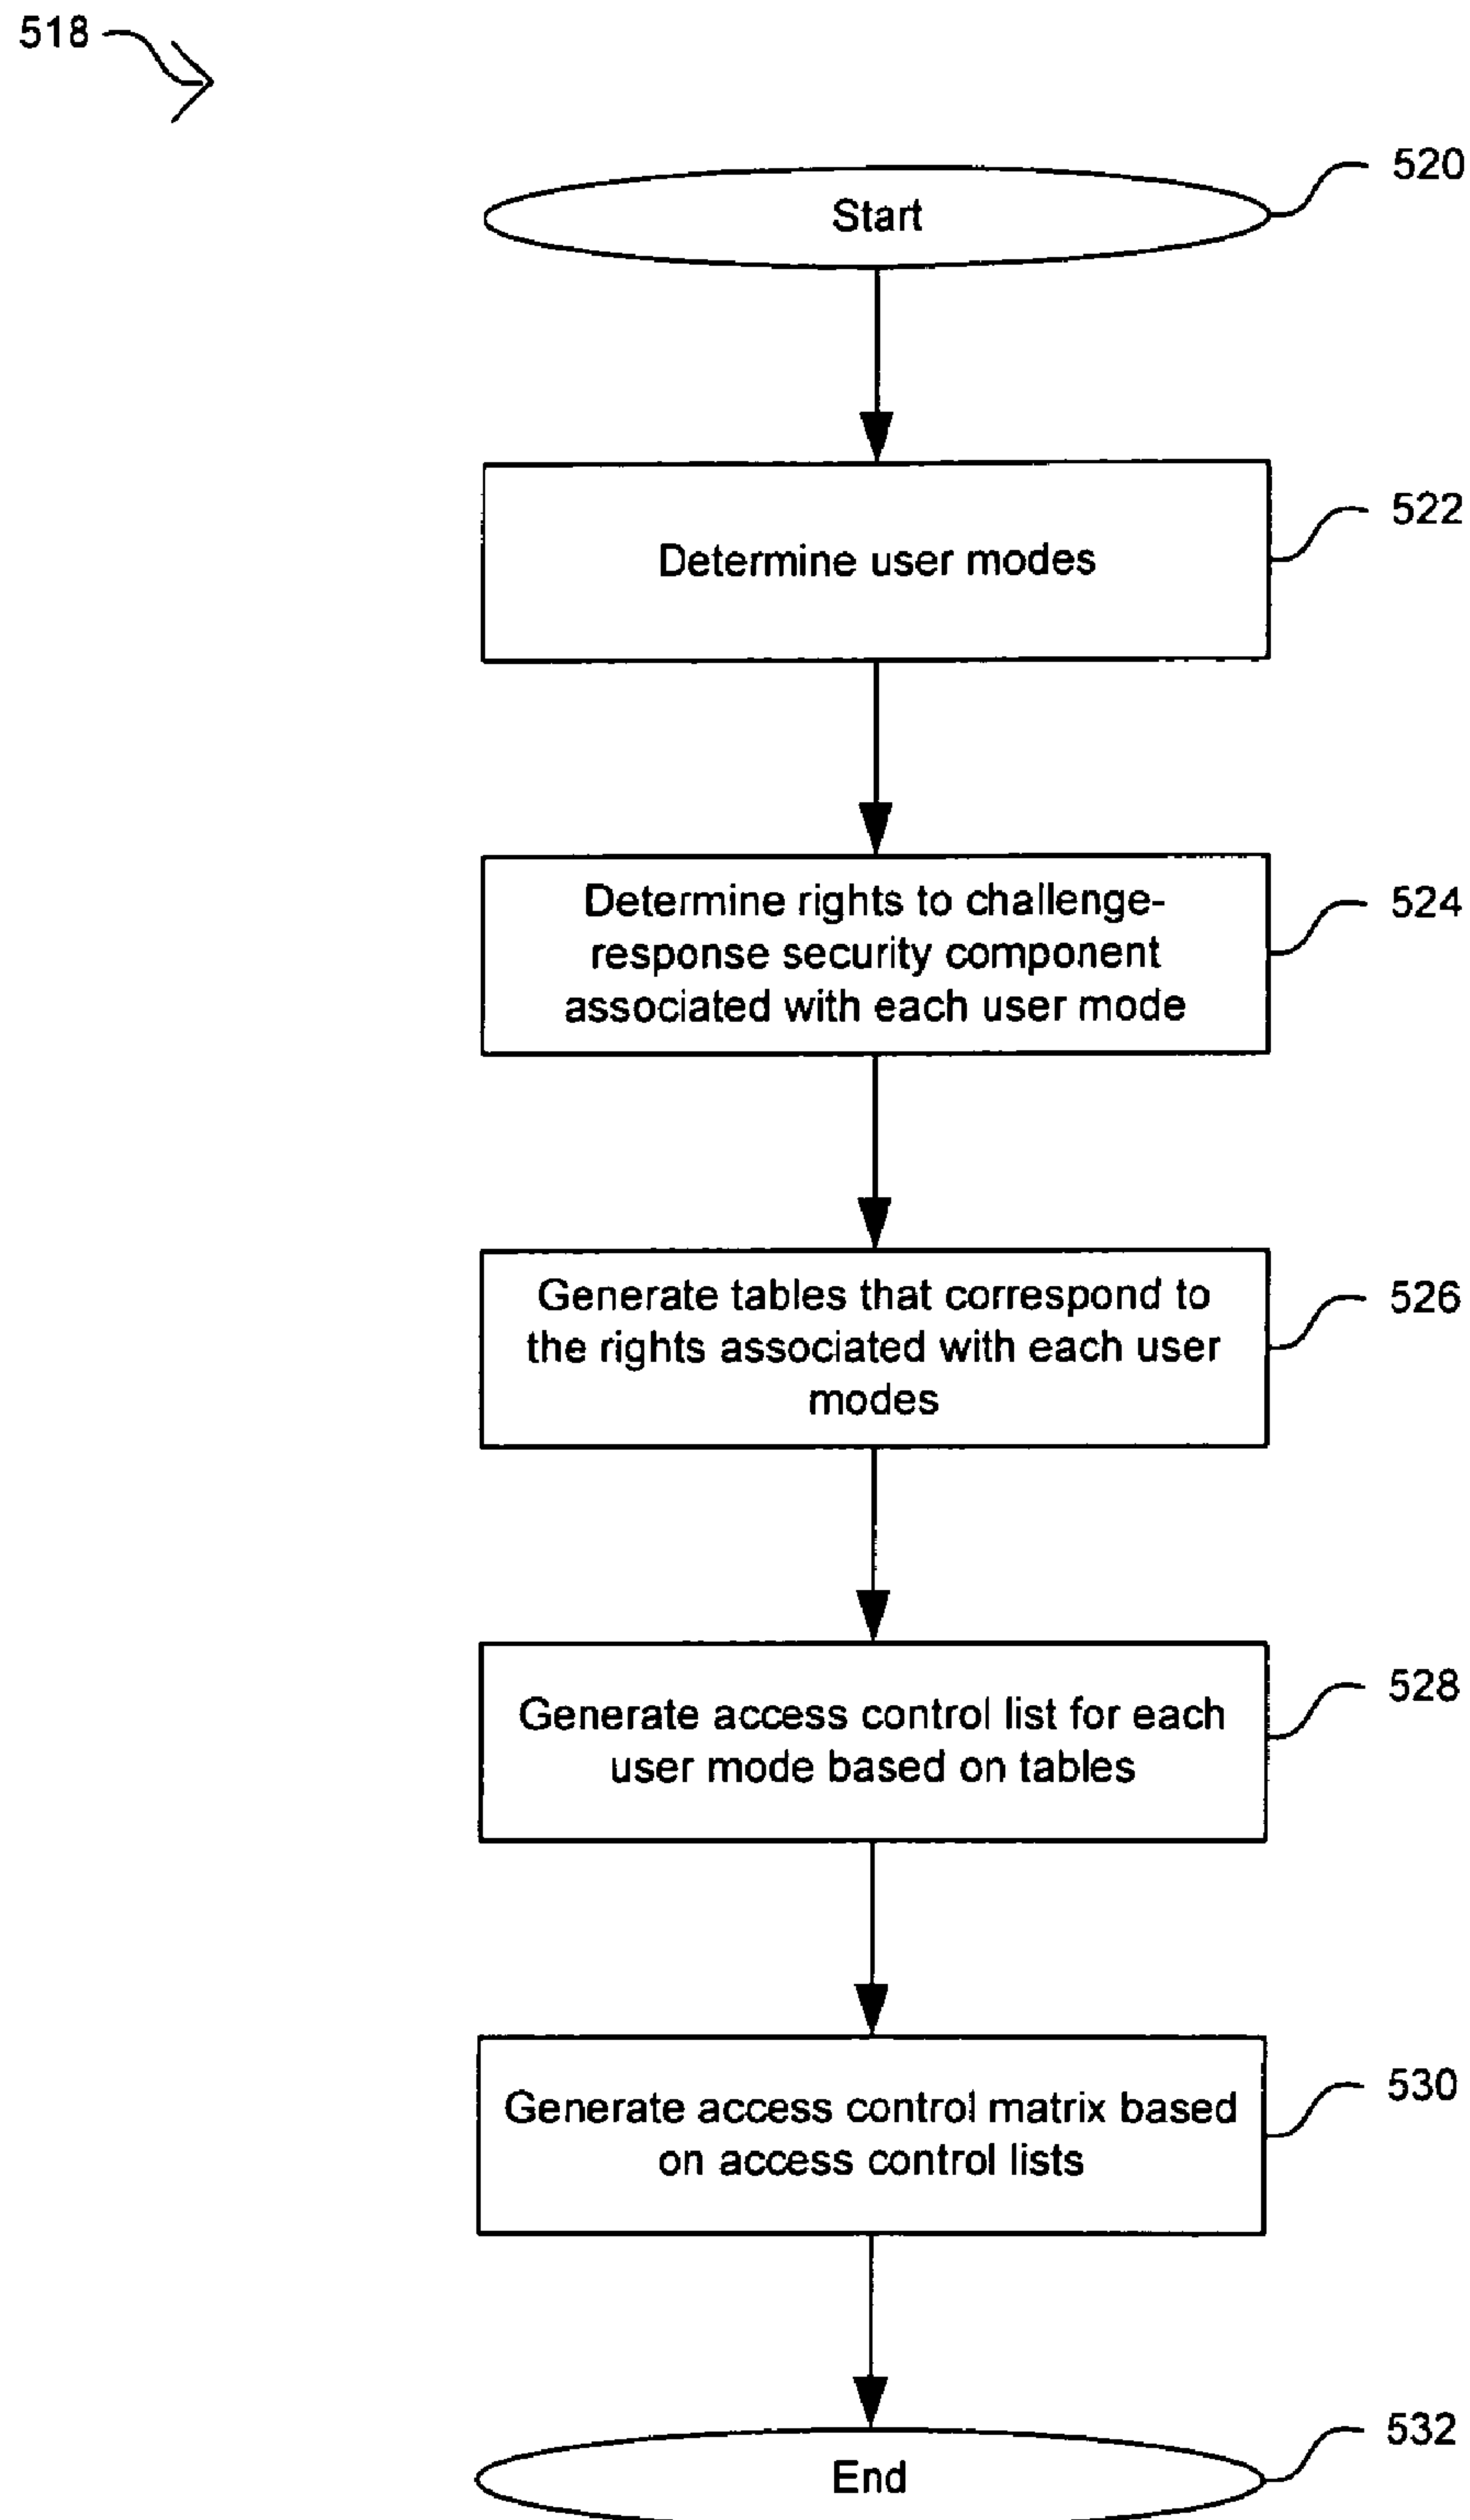 518
520
Start
522
Determine user modes
524
Determine rights to challenge-
response security component
associated with each user mode
526
Generate tables that correspond to
the rights associated with each user
modes
528
Generate access control list for each
user mode based on tables
530
Generate access control matrix based
on access control lists
532
End